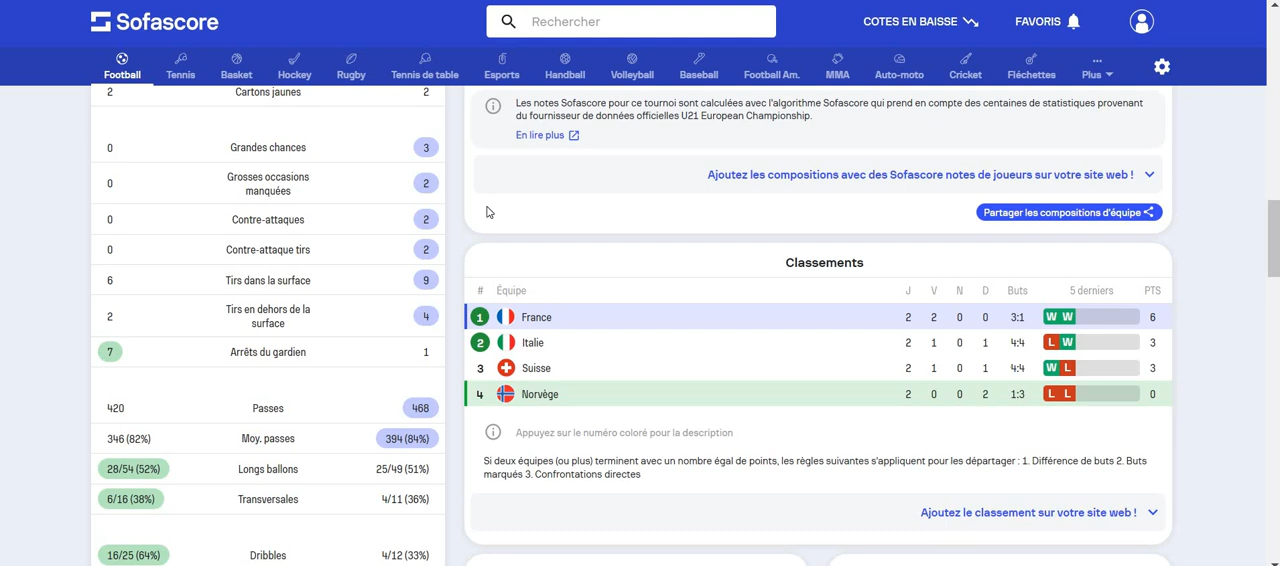 Sofascore
Rechercher
COTES EN BAISSE
FAVORIS
Football Tennis Basket Hockey Rugby Tennis de table Esports Handball Volleyball Baseball Football Am. MMA Auto-moto Cricket Fléchettes Plus
2 Cartons jaunes 2
0 Grandes chances 3
0 Grosses occasions 2
manquées
0 Contre-attaques 2
0 Contre-attaque tirs 2
6 Tirs dans la surface 9
2 Tirs en dehors de la 4
surface
7 Arrêts du gardien 1
420 Passes 468
346 (82%) Moy. passes 394 (84%)
28/54 (52%) Longs ballons 25/49 (51%)
6/16 (38%) Transversales 4/11 (36%)
16/25 (64%) Dribbles 4/12 (33%)
Les notes Sofascore pour ce tournoi sont calculées avec l'algorithme Sofascore qui prend en compte des centaines de statistiques provenant
du fournisseur de données officielles U21 European Championship.
En lire plus
Ajoutez les compositions avec des Sofascore notes de joueurs sur votre site web !
Partager les compositions d'équipe
Classements
# Équipe J V N D Buts 5 derniers PTS
1 France 2 2 0 0 3:1 W W 6
2 Italie 2 1 0 1 4:4 L W 3
3 Suisse 2 1 0 1 4:4 W L 3
4 Norvège 2 0 0 2 1:3 L L 0
Appuyez sur le numéro coloré pour la description
Si deux équipes (ou plus) terminent avec un nombre égal de points, les règles suivantes s'appliquent pour les départager : 1. Différence de buts 2. Buts
marqués 3. Confrontations directes
Ajoutez le classement sur votre site web !